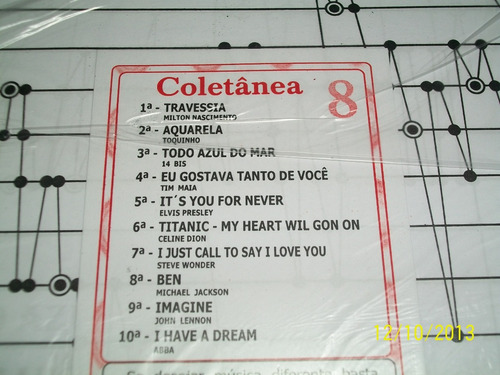 Coletânea 8
1ª - TRAVESSIA
MILTON NASCIMENTO
2ª - AQUARELA
TOQUINHO
3ª - TODO AZUL DO MAR
14 BIS
4ª - EU GOSTAVA TANTO DE VOCÊ
TIM MAIA
5ª - IT´S YOU FOR NEVER
ELVIS PRESLEY
6ª - TITANIC - MY HEART WIL GON ON
CELINE DION
7ª - I JUST CALL TO SAY I LOVE YOU
STEVE WONDER
8ª - BEN
MICHAEL JACKSON
9ª - IMAGINE
JOHN LENNON
10ª - I HAVE A DREAM
ABBA
12/10/2013
música diferente basta